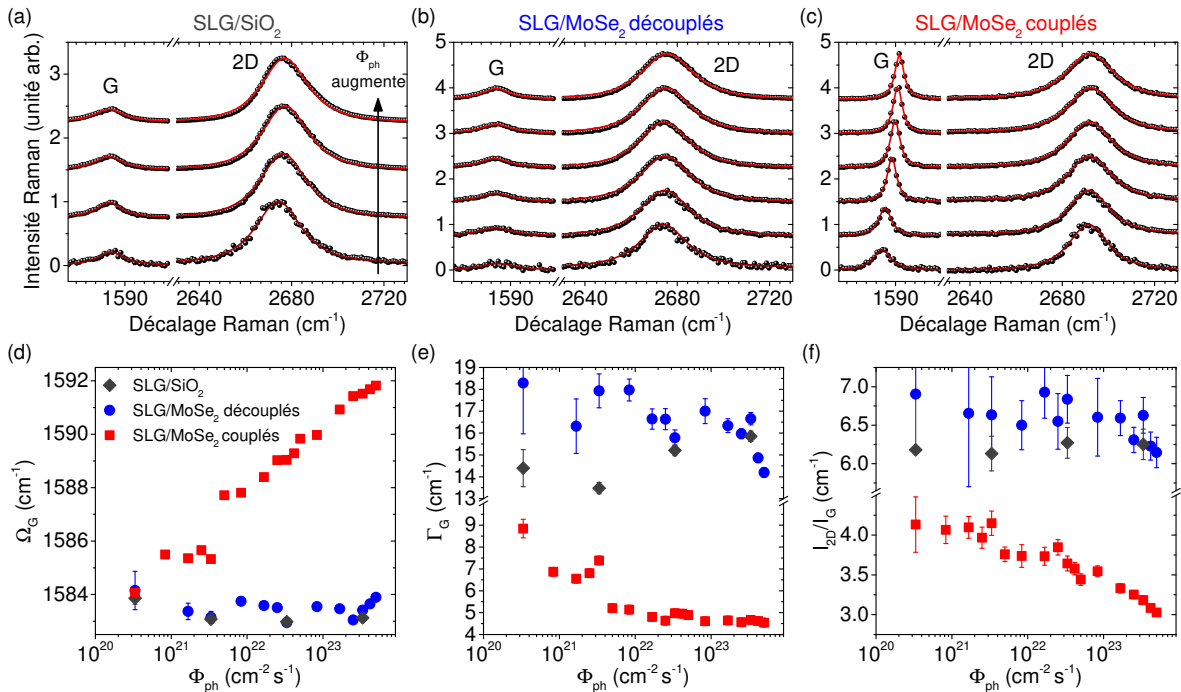 (a) SLG/SiO₂
(b) SLG/MoSe₂ découplés
(c) SLG/MoSe₂ couplés
Intensité Raman (unité arb.)
0 1 2 3
G 2D Φph augmente
1590 2640 2680 2720
Décalage Raman (cm⁻¹)
0 1 2 3 4 5
G 2D
1590 2640 2680 2730
Décalage Raman (cm⁻¹)
0 1 2 3 4 5
G 2D
1590 2640 2680 2720
Décalage Raman (cm⁻¹)
(d)
SLG/SiO₂
SLG/MoSe₂ découplés
SLG/MoSe₂ couplés
Ω_G (cm⁻¹)
1592
1590
1588
1586
1584
10²⁰ 10²¹ 10²² 10²³
Φph (cm⁻² s⁻¹)
(e)
Γ_G (cm⁻¹)
19
18
17
16
15
14
13
9
8
7
6
5
4
10²⁰ 10²¹ 10²² 10²³
Φph (cm⁻² s⁻¹)
(f)
I₂D/I_G
7.0
6.5
6.0
4.0
3.5
3.0
10²⁰ 10²¹ 10²² 10²³
Φph (cm⁻² s⁻¹)